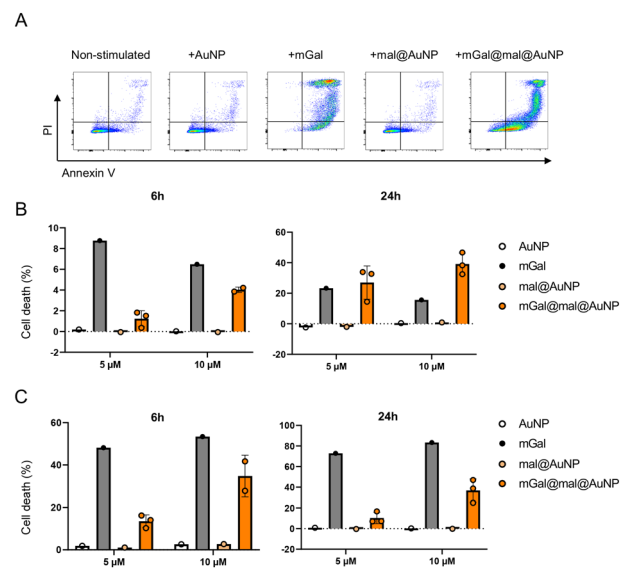 A
Non-stimulated +AuNP +mGal +mal@AuNP +mGal@mal@AuNP
PI
Annexin V
B
6h 24h
Cell death (%)
10
8
6
4
2
0
-2
5 µM 10 µM
60
40
20
0
-20
5 µM 10 µM
AuNP
mGal
mal@AuNP
mGal@mal@AuNP
C
6h 24h
Cell death (%)
60
40
20
0
5 µM 10 µM
100
80
60
40
20
0
-20
5 µM 10 µM
AuNP
mGal
mal@AuNP
mGal@mal@AuNP